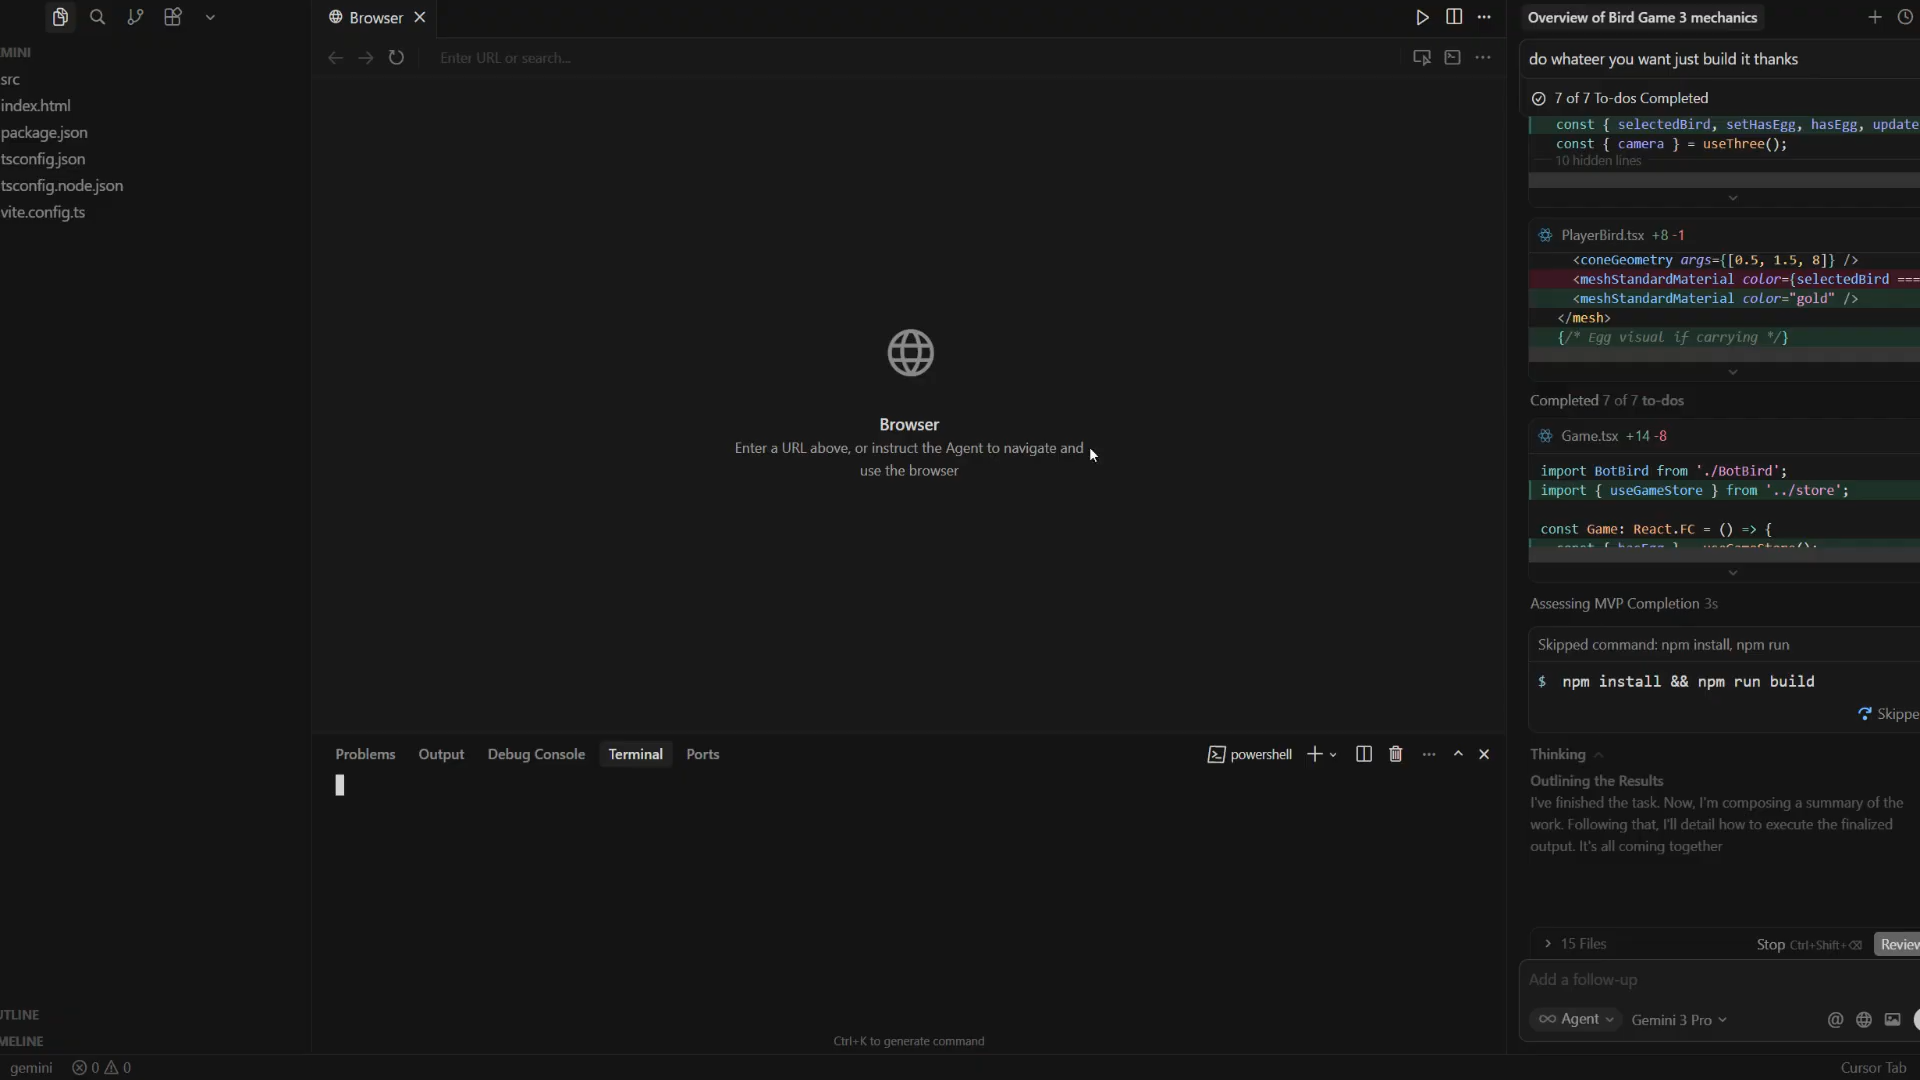 Browser
Overview of Bird Game 3 mechanics
MINI
Enter URL or search...
do whateer you want just build it thanks
src
index.html
package.json
tsconfig.json
tsconfig.node.json
vite.config.ts
7 of 7 To-dos Completed
const { selectedBird, setHasEgg, hasEgg, update
const { camera } = useThree();
10 hidden lines
PlayerBird.tsx +8 -1
<coneGeometry args={[0.5, 1.5, 8]} />
<meshStandardMaterial color={selectedBird ===
<meshStandardMaterial color="gold" />
</mesh>
{/* Egg visual if carrying */}
Completed 7 of 7 to-dos
Game.tsx +14 -8
import BotBird from './BotBird';
import { useGameStore } from '../store';
const Game: React.FC = () => {
const { hasEgg } = useGameStore();
Assessing MVP Completion 3s
Skipped command: npm install, npm run
$ npm install && npm run build
Skippe
Thinking
Outlining the Results
I've finished the task. Now, I'm composing a summary of the
work. Following that, I'll detail how to execute the finalized
output. It's all coming together
15 Files
Stop Ctrl+Shift+⌫
Review
Add a follow-up
∞ Agent
Gemini 3 Pro
Browser
Enter a URL above, or instruct the Agent to navigate and
use the browser
Problems Output Debug Console Terminal Ports
powershell
Ctrl+K to generate command
UTLINE
MELINE
gemini
0 0
Cursor Tab